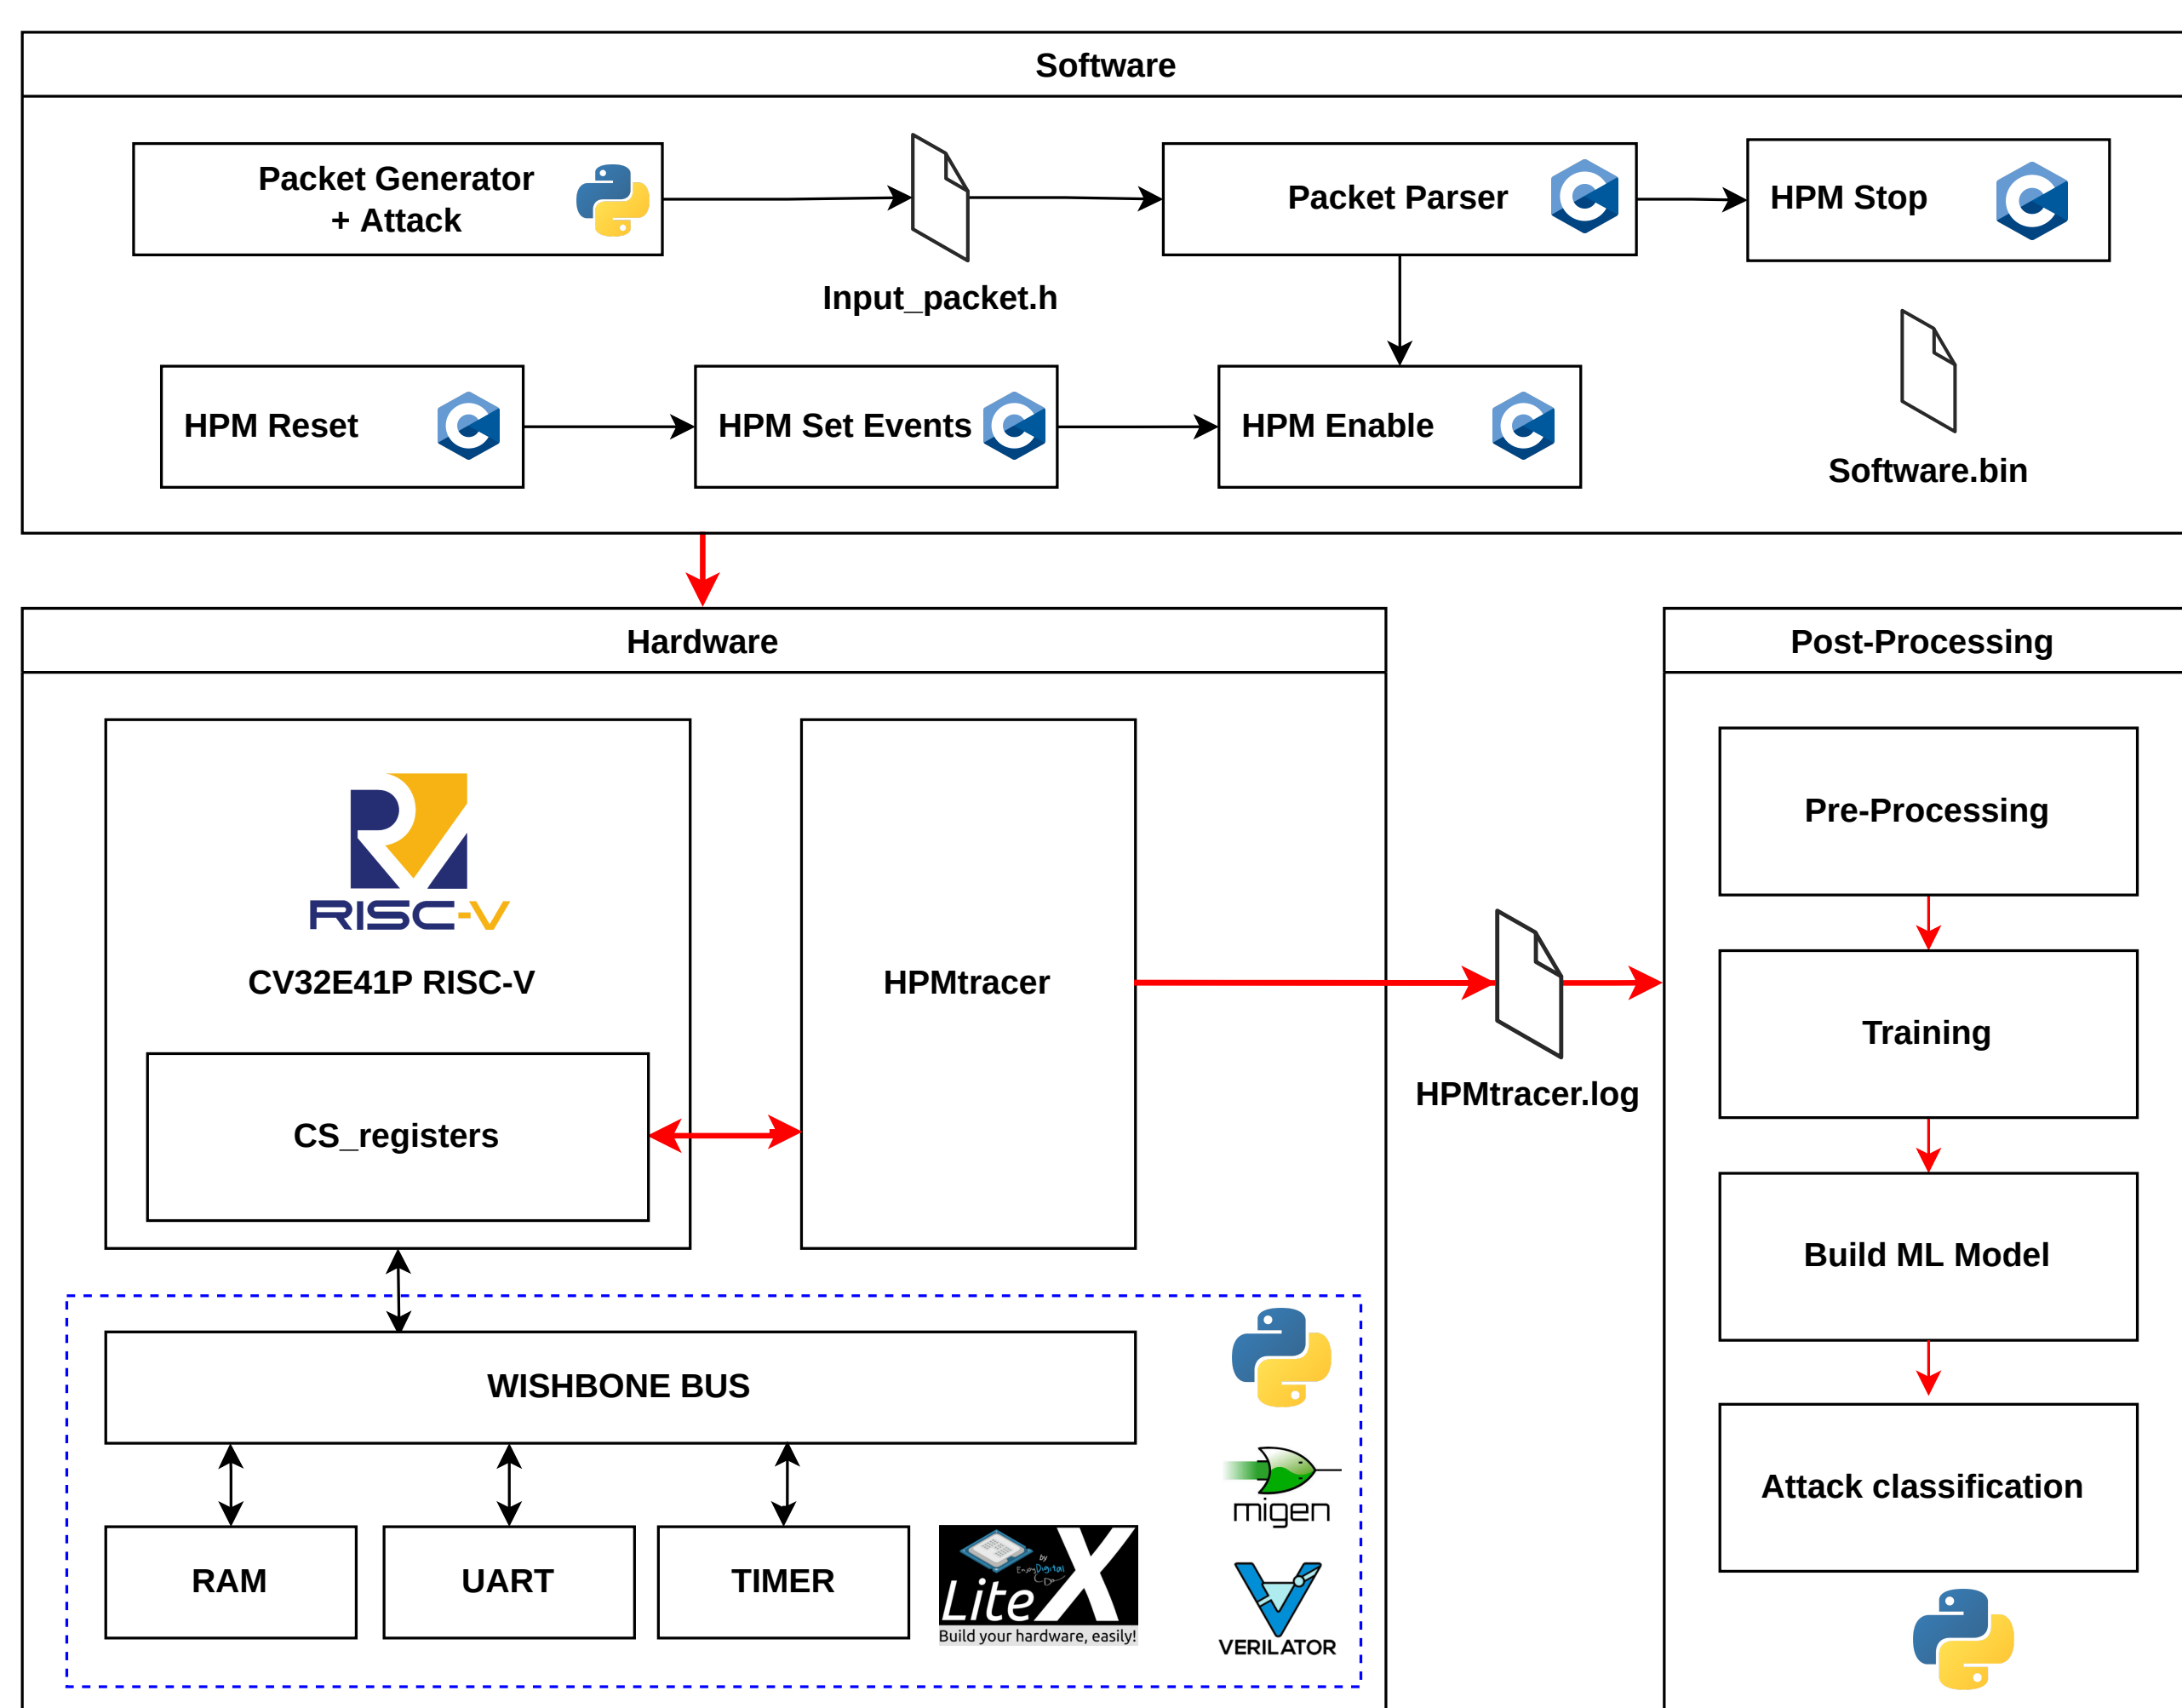 Software
Packet Generator
+ Attack
Input_packet.h
Packet Parser
HPM Stop
HPM Reset
HPM Set Events
HPM Enable
Software.bin
Hardware
Post-Processing
RISC-V
CV32E41P RISC-V
CS_registers
HPMtracer
HPMtracer.log
Pre-Processing
Training
Build ML Model
Attack classification
WISHBONE BUS
RAM
UART
TIMER
by
EnjoyDigital
LiteX
Build your hardware, easily!
migen
VERILATOR